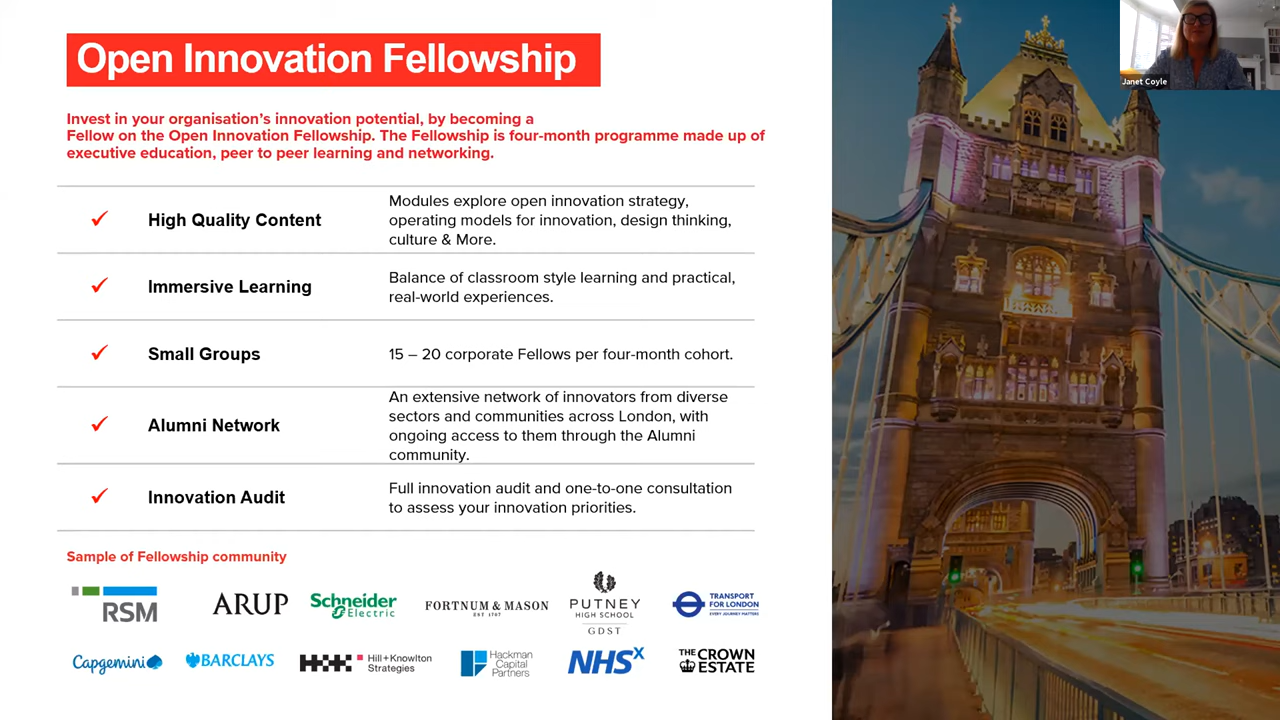 Open Innovation Fellowship
Janet Coyle
Invest in your organisation's innovation potential, by becoming a
Fellow on the Open Innovation Fellowship. The Fellowship is four-month programme made up of
executive education, peer to peer learning and networking.
High Quality Content
Modules explore open innovation strategy,
operating models for innovation, design thinking,
culture & More.
Immersive Learning
Balance of classroom style learning and practical,
real-world experiences.
Small Groups
15 – 20 corporate Fellows per four-month cohort.
Alumni Network
An extensive network of innovators from diverse
sectors and communities across London, with
ongoing access to them through the Alumni
community.
Innovation Audit
Full innovation audit and one-to-one consultation
to assess your innovation priorities.
Sample of Fellowship community
RSM
ARUP
Schneider
Electric
FORTNUM & MASON
EST 1707
PUTNEY
HIGH SCHOOL
GDST
TRANSPORT
FOR LONDON
EVERY JOURNEY MATTERS
Capgemini
BARCLAYS
H+K
Hill+Knowlton
Strategies
Hackman
Capital
Partners
NHSX
THE CROWN
ESTATE